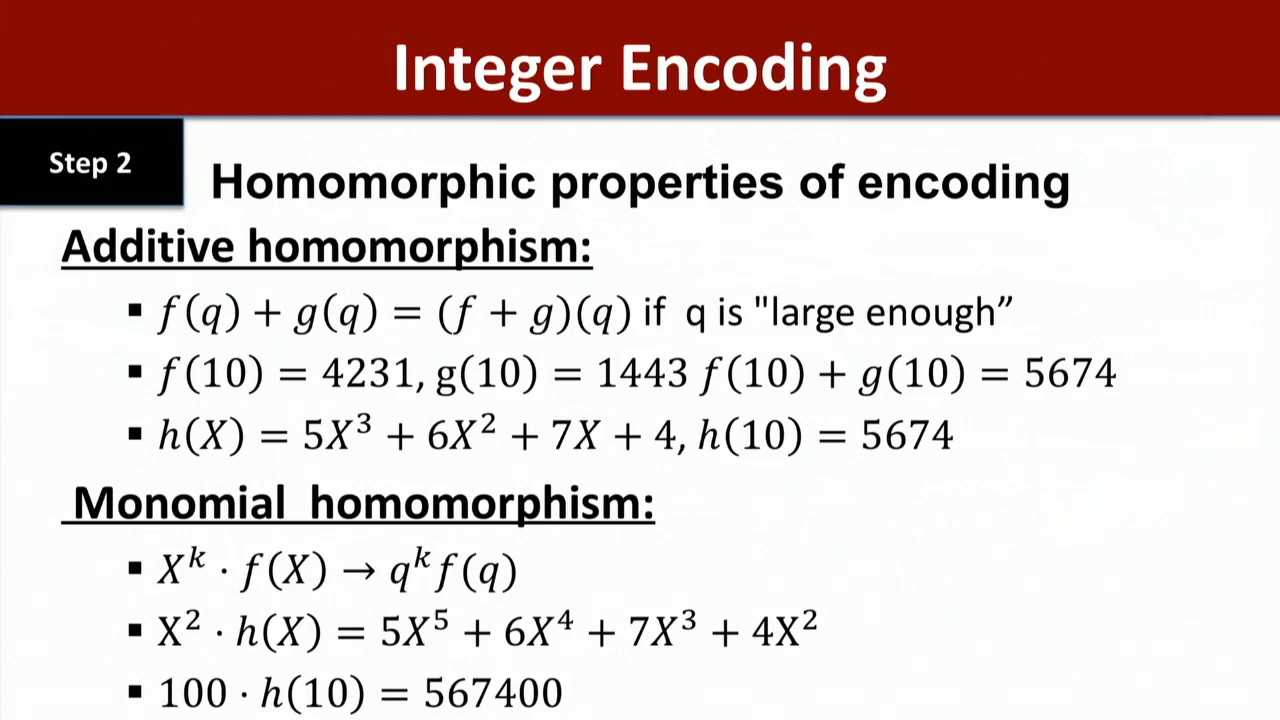 Integer Encoding
Step 2
Homomorphic properties of encoding
Additive homomorphism:
▪ f(q) + g(q) = (f + g)(q) if q is "large enough”
▪ f(10) = 4231, g(10) = 1443 f(10) + g(10) = 5674
▪ h(X) = 5X³ + 6X² + 7X + 4, h(10) = 5674
Monomial homomorphism:
▪ Xᵏ · f(X) → qᵏf(q)
▪ X² · h(X) = 5X⁵ + 6X⁴ + 7X³ + 4X²
▪ 100 · h(10) = 567400